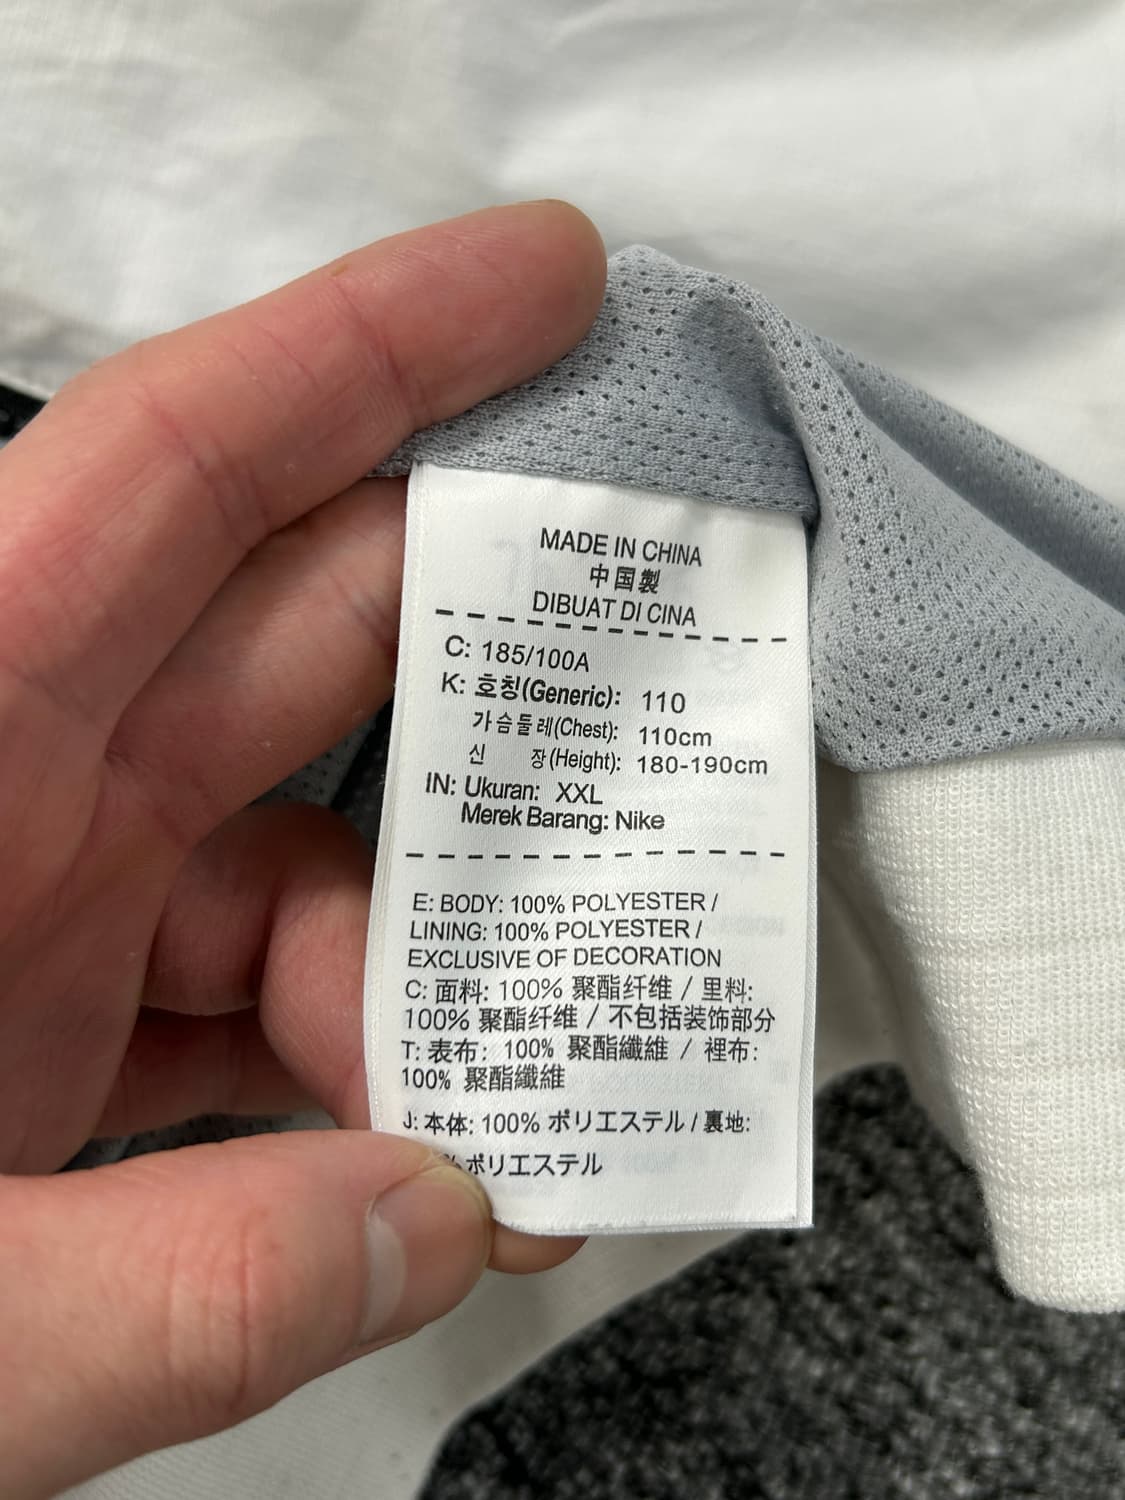 MADE IN CHINA
中国製
DIBUAT DI CINA
C: 185/100A
K: 호칭(Generic): 110
가슴둘레(Chest): 110cm
신 장(Height): 180-190cm
IN: Ukuran: XXL
Merek Barang: Nike
E: BODY: 100% POLYESTER /
LINING: 100% POLYESTER /
EXCLUSIVE OF DECORATION
C: 面料: 100% 聚酯纤维 / 里料:
100% 聚酯纤维 / 不包括装饰部分
T: 表布: 100% 聚酯纖維 / 裡布:
100% 聚酯纖維
J: 本体: 100% ポリエステル / 裏地:
% ポリエステル